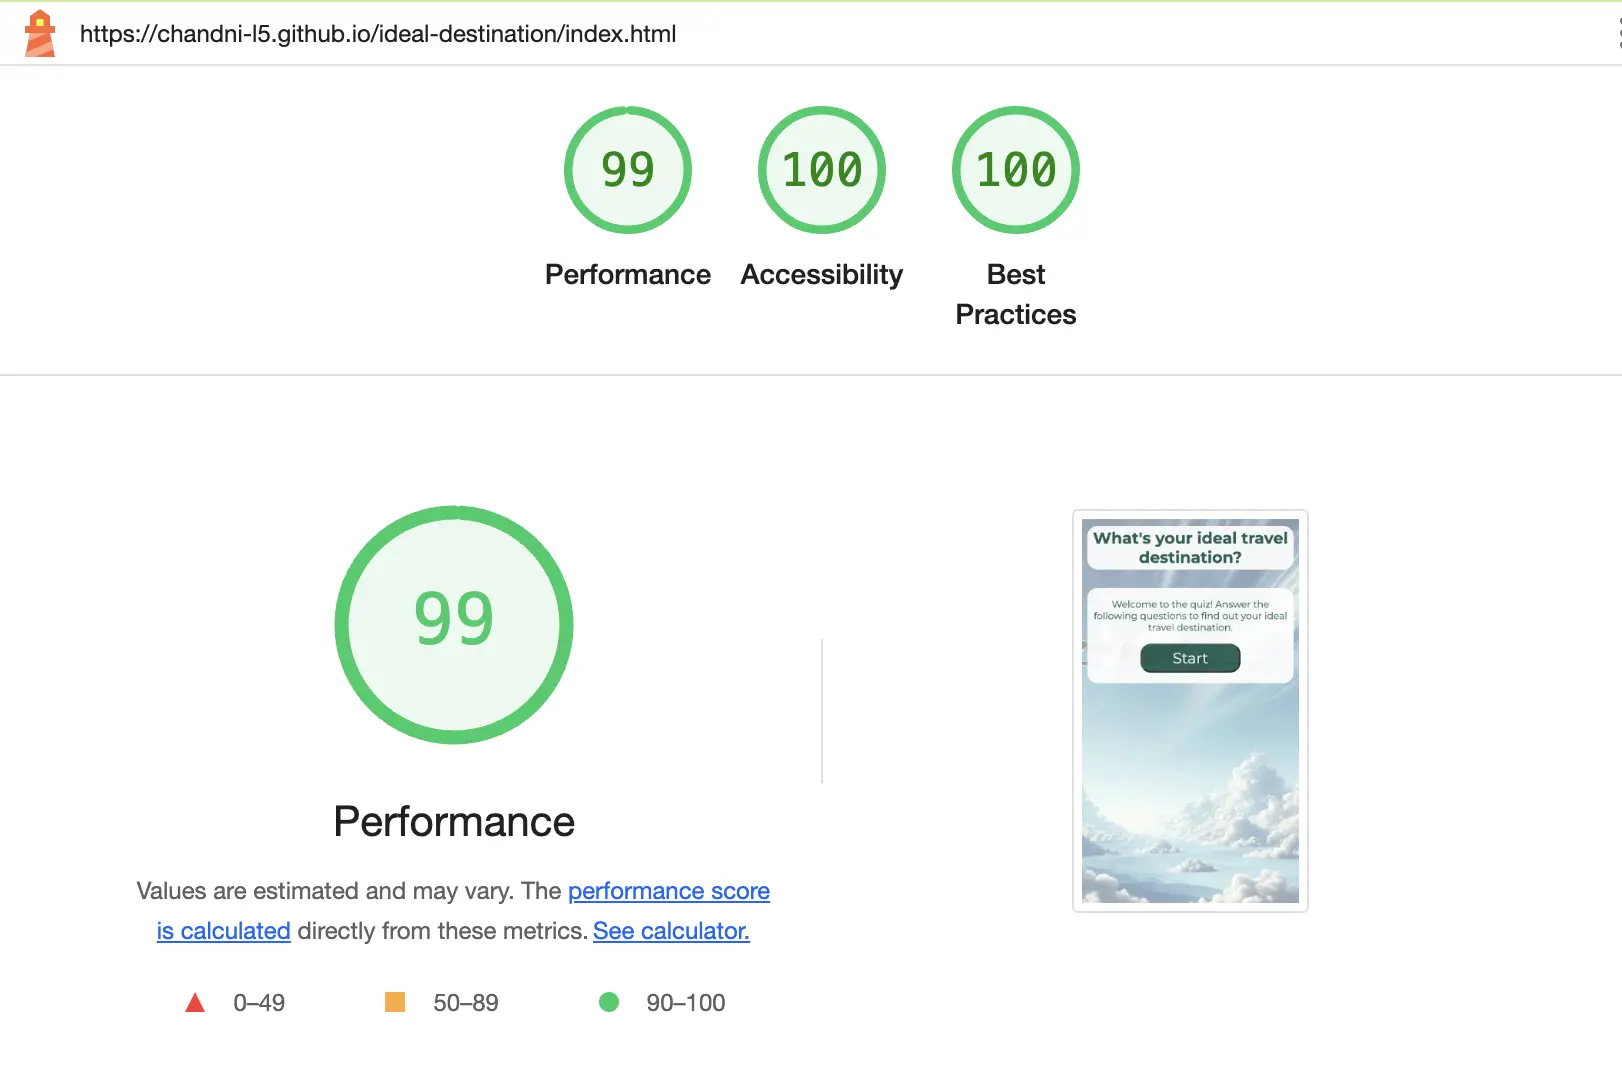 https://chandni-l5.github.io/ideal-destination/index.html
99
100
100
Performance
Accessibility
Best
Practices
99
What's your ideal travel
destination?
Welcome to the quiz! Answer the
following questions to find out your ideal
travel destination.
Start
Performance
Values are estimated and may vary. The performance score
is calculated directly from these metrics. See calculator.
0–49
50–89
90–100